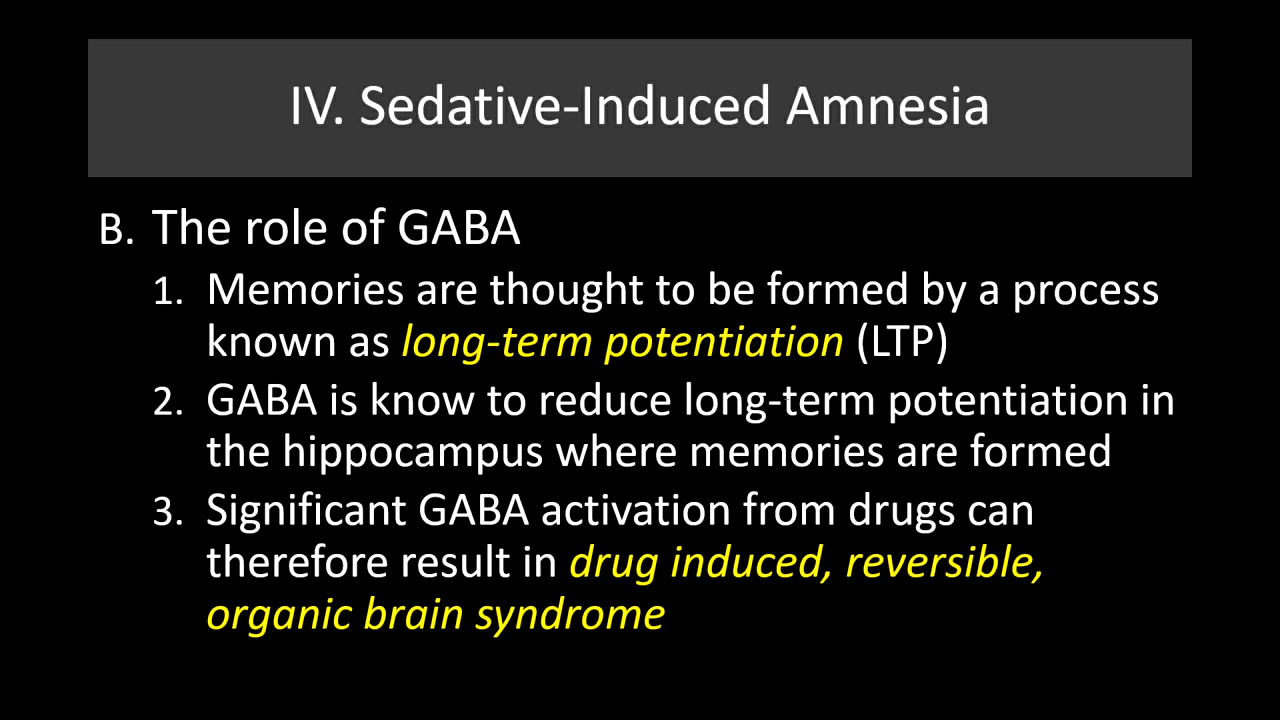 IV. Sedative-Induced Amnesia
B. The role of GABA
1. Memories are thought to be formed by a process
known as long-term potentiation (LTP)
2. GABA is know to reduce long-term potentiation in
the hippocampus where memories are formed
3. Significant GABA activation from drugs can
therefore result in drug induced, reversible,
organic brain syndrome